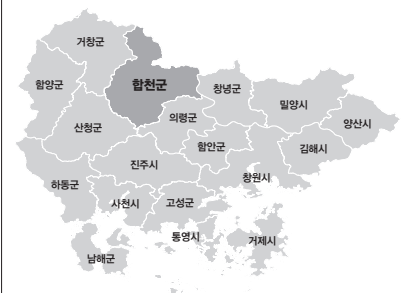 거창군
합천군
함양군
창녕군
밀양시
의령군
양산시
산청군
함안군
김해시
진주시
창원시
하동군
사천시
고성군
통영시
거제시
남해군